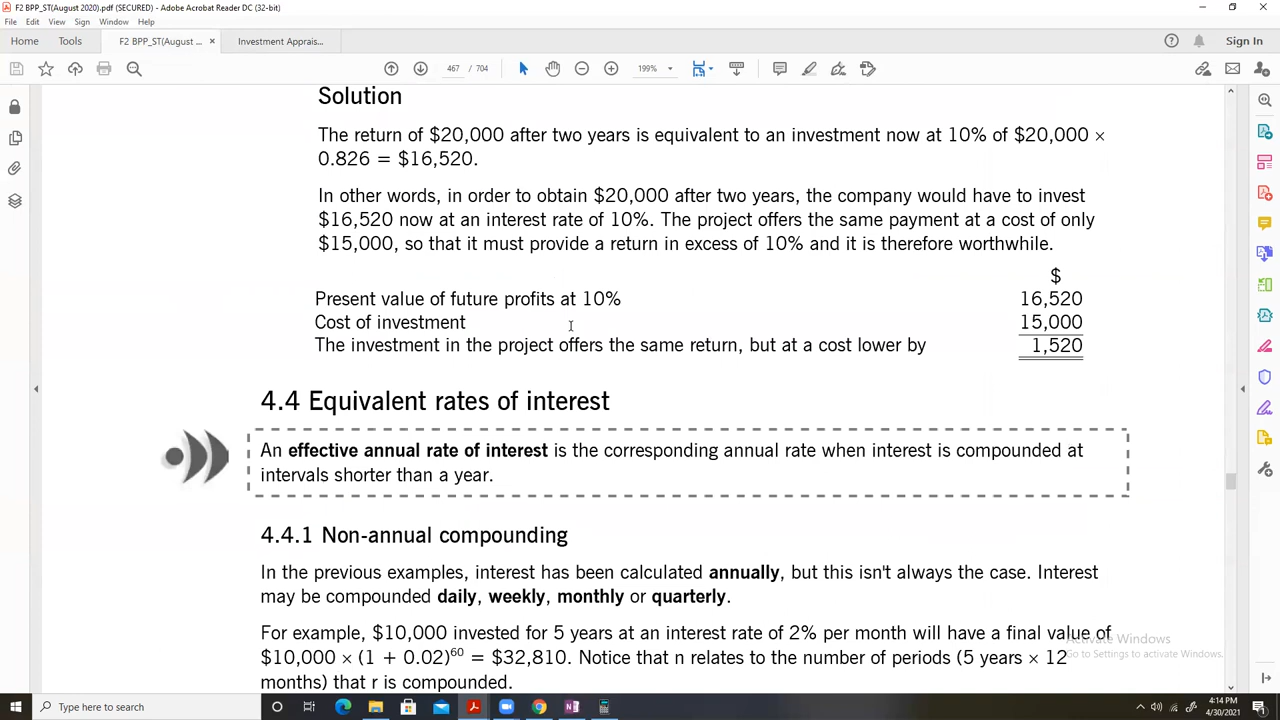 F2 BPP_ST(August 2020).pdf (SECURED) - Adobe Acrobat Reader DC (32-bit)
File Edit View Sign Window Help
Home Tools F2 BPP_ST(August ... × Investment Apprais... Sign In
467 / 704 199%
Solution
The return of $20,000 after two years is equivalent to an investment now at 10% of $20,000 ×
0.826 = $16,520.
In other words, in order to obtain $20,000 after two years, the company would have to invest
$16,520 now at an interest rate of 10%. The project offers the same payment at a cost of only
$15,000, so that it must provide a return in excess of 10% and it is therefore worthwhile.
$
Present value of future profits at 10% 16,520
Cost of investment 15,000
The investment in the project offers the same return, but at a cost lower by 1,520
4.4 Equivalent rates of interest
An effective annual rate of interest is the corresponding annual rate when interest is compounded at
intervals shorter than a year.
4.4.1 Non-annual compounding
In the previous examples, interest has been calculated annually, but this isn't always the case. Interest
may be compounded daily, weekly, monthly or quarterly.
For example, $10,000 invested for 5 years at an interest rate of 2% per month will have a final value of
$10,000 × (1 + 0.02)⁶⁰ = $32,810. Notice that n relates to the number of periods (5 years × 12
months) that r is compounded.
Activate Windows
Go to Settings to activate Windows.
Type here to search
4:14 PM
4/30/2021